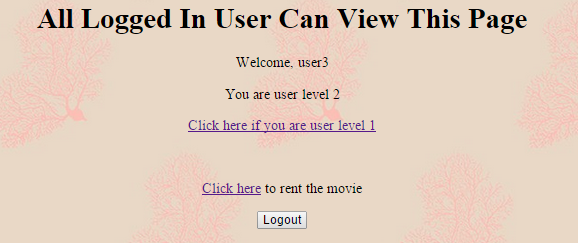 All Logged In User Can View This Page
Welcome, user3
You are user level 2
Click here if you are user level 1
Click here to rent the movie
Logout